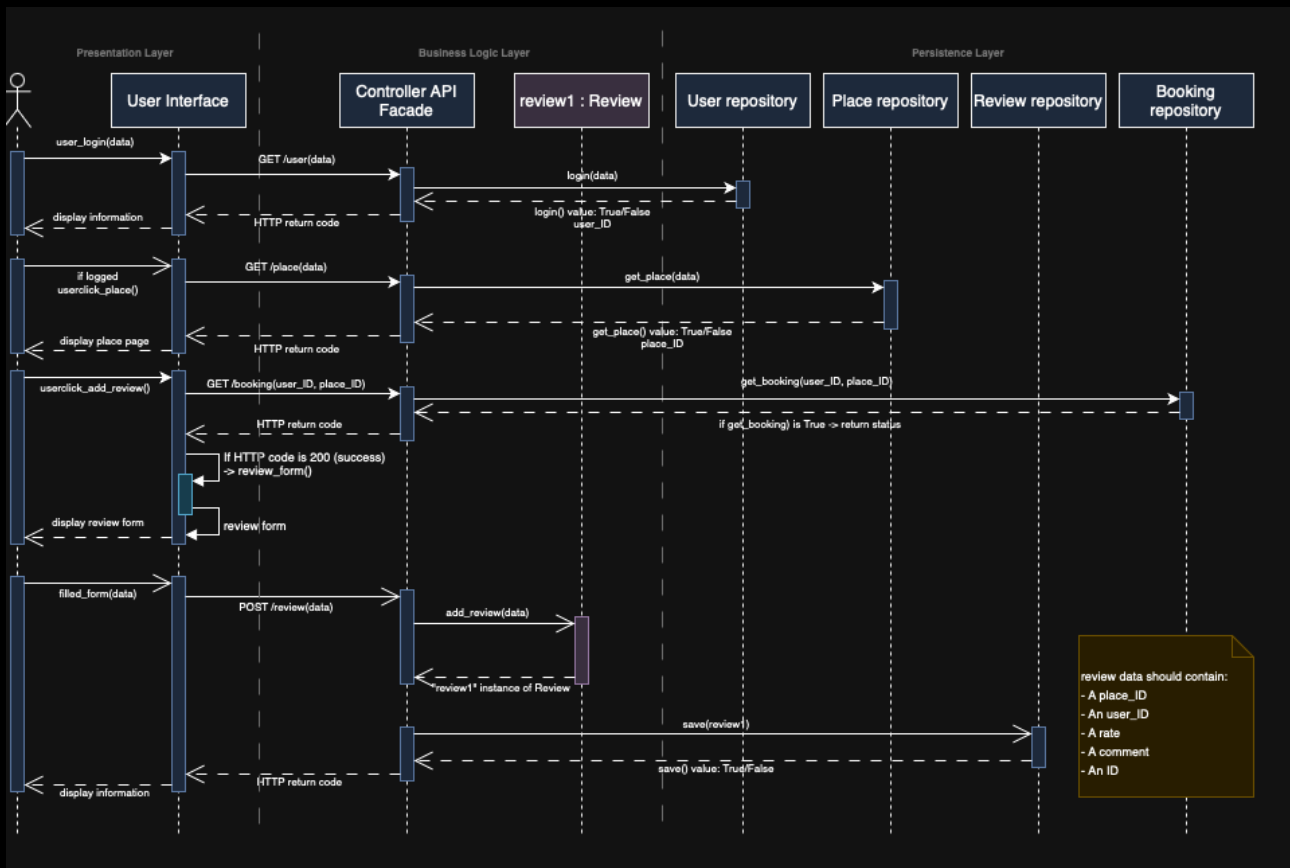 Presentation Layer
Business Logic Layer
Persistence Layer
User Interface
Controller API
Facade
review1 : Review
User repository
Place repository
Review repository
Booking
repository
user_login(data)
GET /user(data)
login(data)
login() value: True/False
user_ID
HTTP return code
display information
if logged
userclick_place()
GET /place(data)
get_place(data)
get_place() value: True/False
place_ID
HTTP return code
display place page
userclick_add_review()
GET /booking(user_ID, place_ID)
get_booking(user_ID, place_ID)
if get_booking) is True -> return status
HTTP return code
If HTTP code is 200 (success)
-> review_form()
review form
display review form
filled_form(data)
POST /review(data)
add_review(data)
"review1" instance of Review
save(review1)
save() value: True/False
HTTP return code
display information
review data should contain:
- A place_ID
- An user_ID
- A rate
- A comment
- An ID